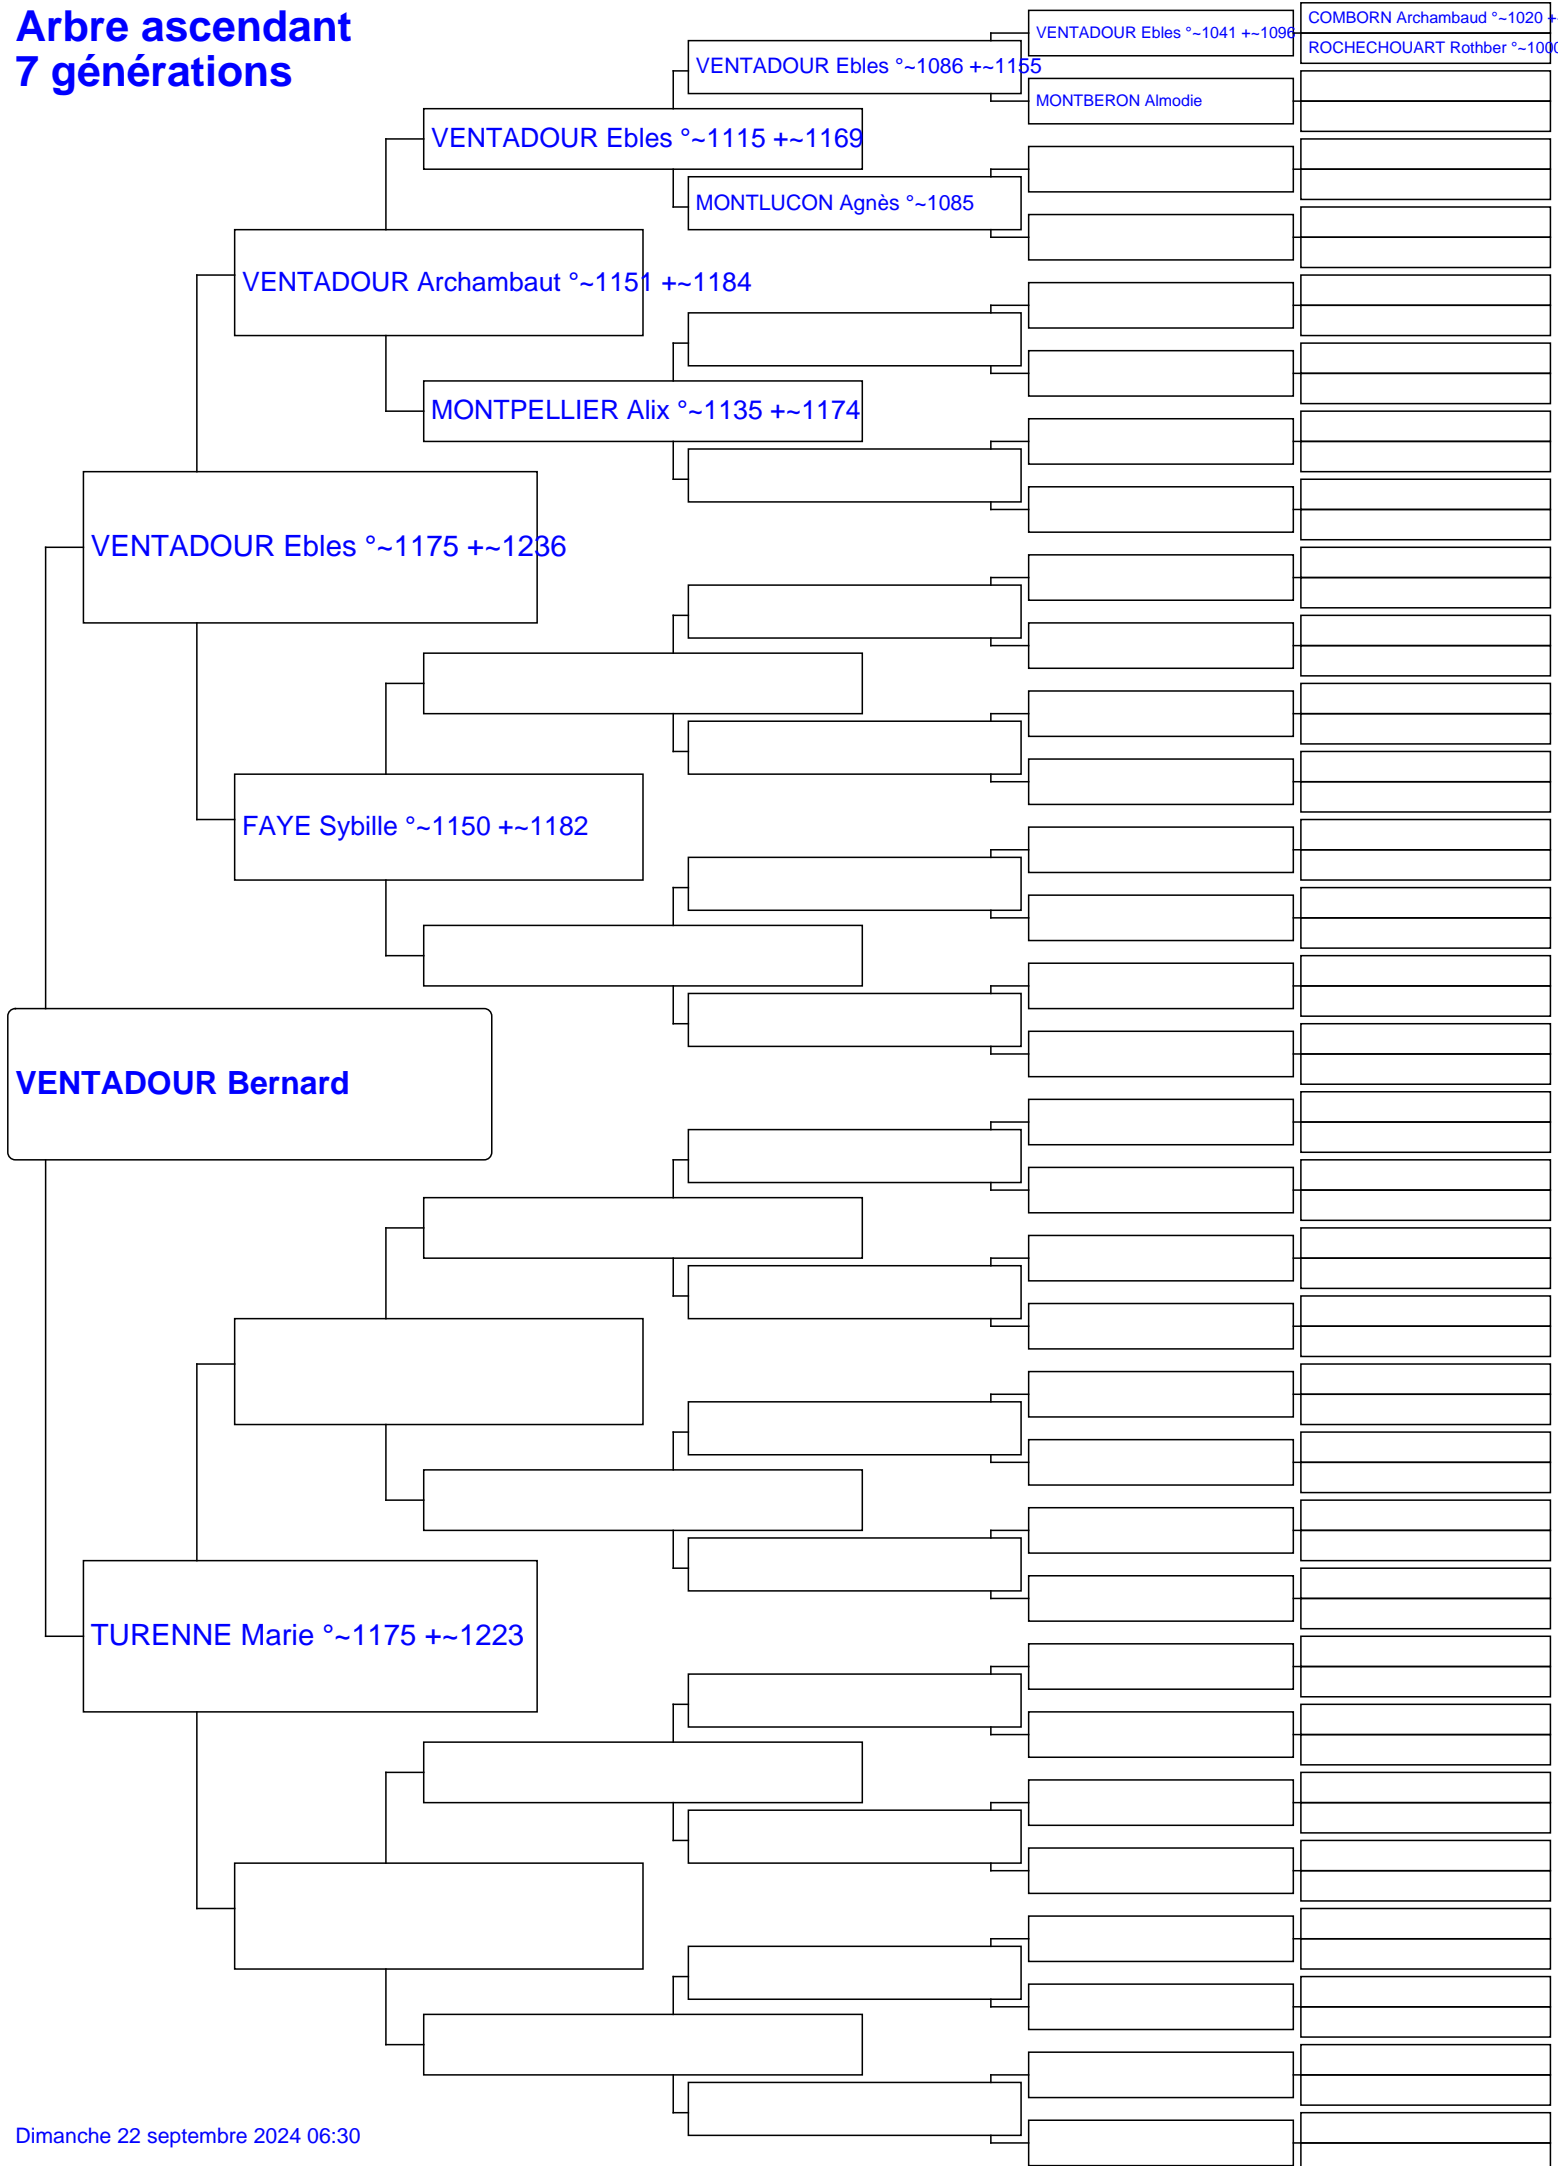 Arbre ascendant
7 générations
COMBORN Archambaud °~1020 +
VENTADOUR Ebles °~1041 +~1096
ROCHECHOUART Rothber °~1000
VENTADOUR Ebles °~1086 +~1155
MONTBERON Almodie
VENTADOUR Ebles °~1115 +~1169
MONTLUCON Agnès °~1085
VENTADOUR Archambaut °~1151 +~1184
MONTPELLIER Alix °~1135 +~1174
VENTADOUR Ebles °~1175 +~1236
FAYE Sybille °~1150 +~1182
VENTADOUR Bernard
TURENNE Marie °~1175 +~1223
Dimanche 22 septembre 2024 06:30